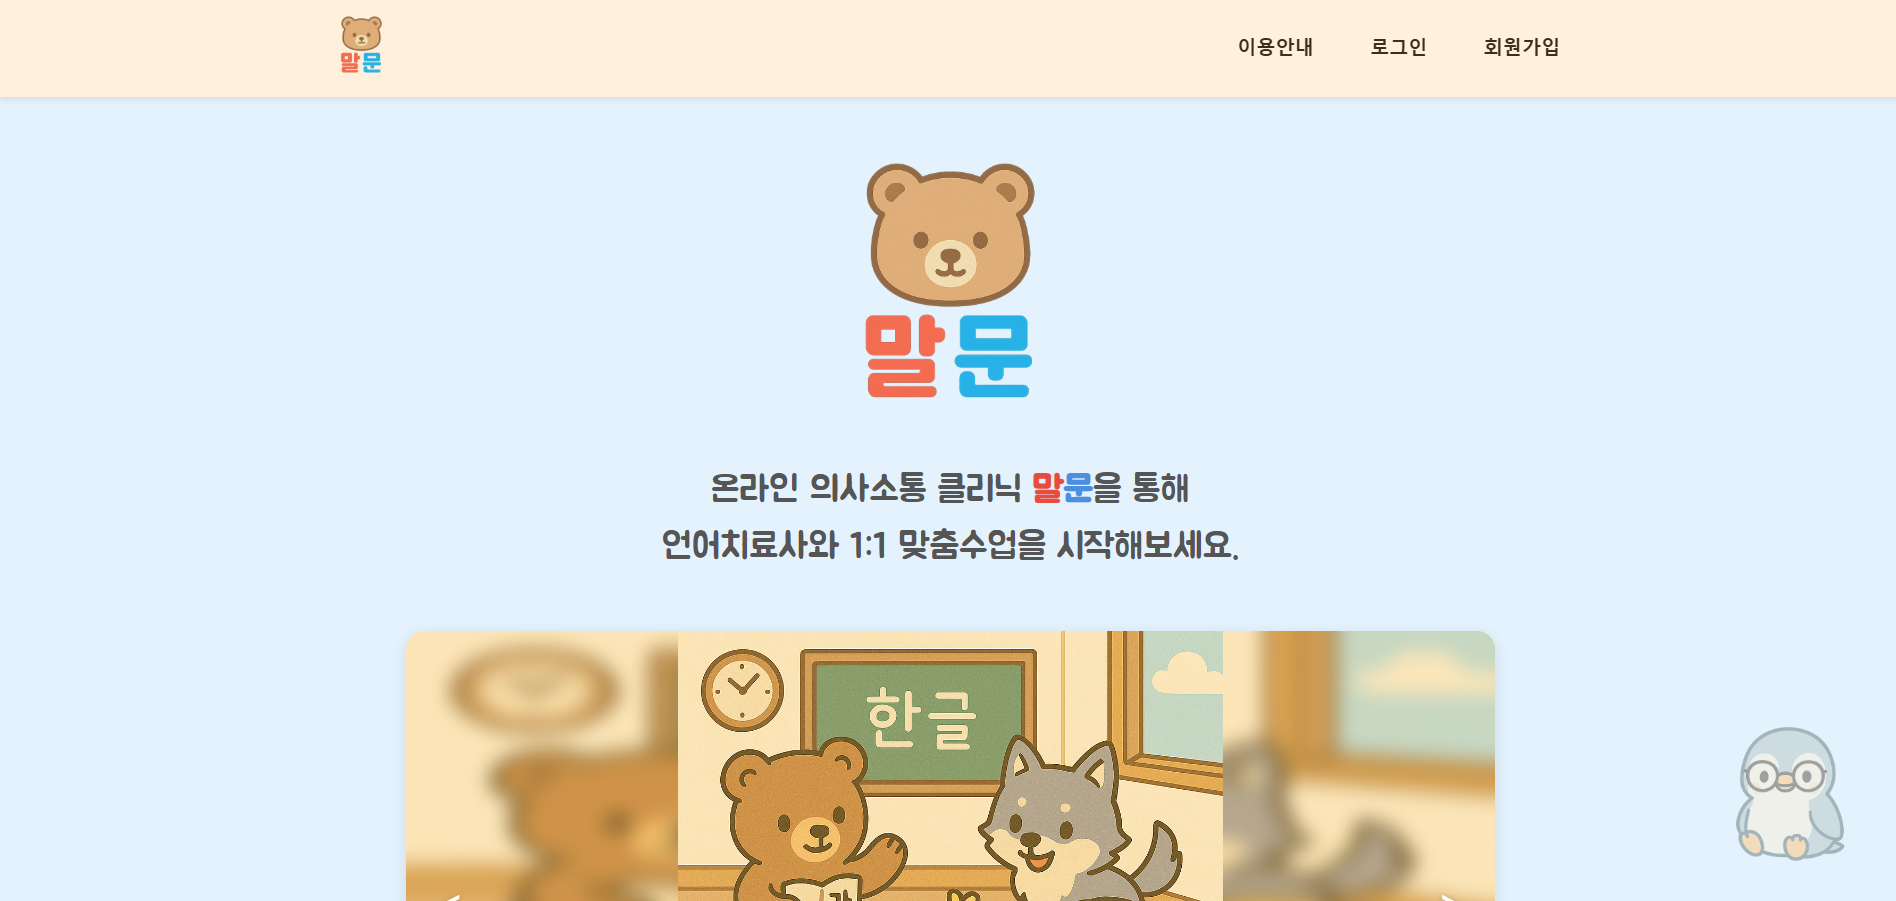 말문
이용안내
로그인
회원가입
말문
온라인 의사소통 클리닉 말문을 통해
언어치료사와 1:1 맞춤수업을 시작해보세요.
한글